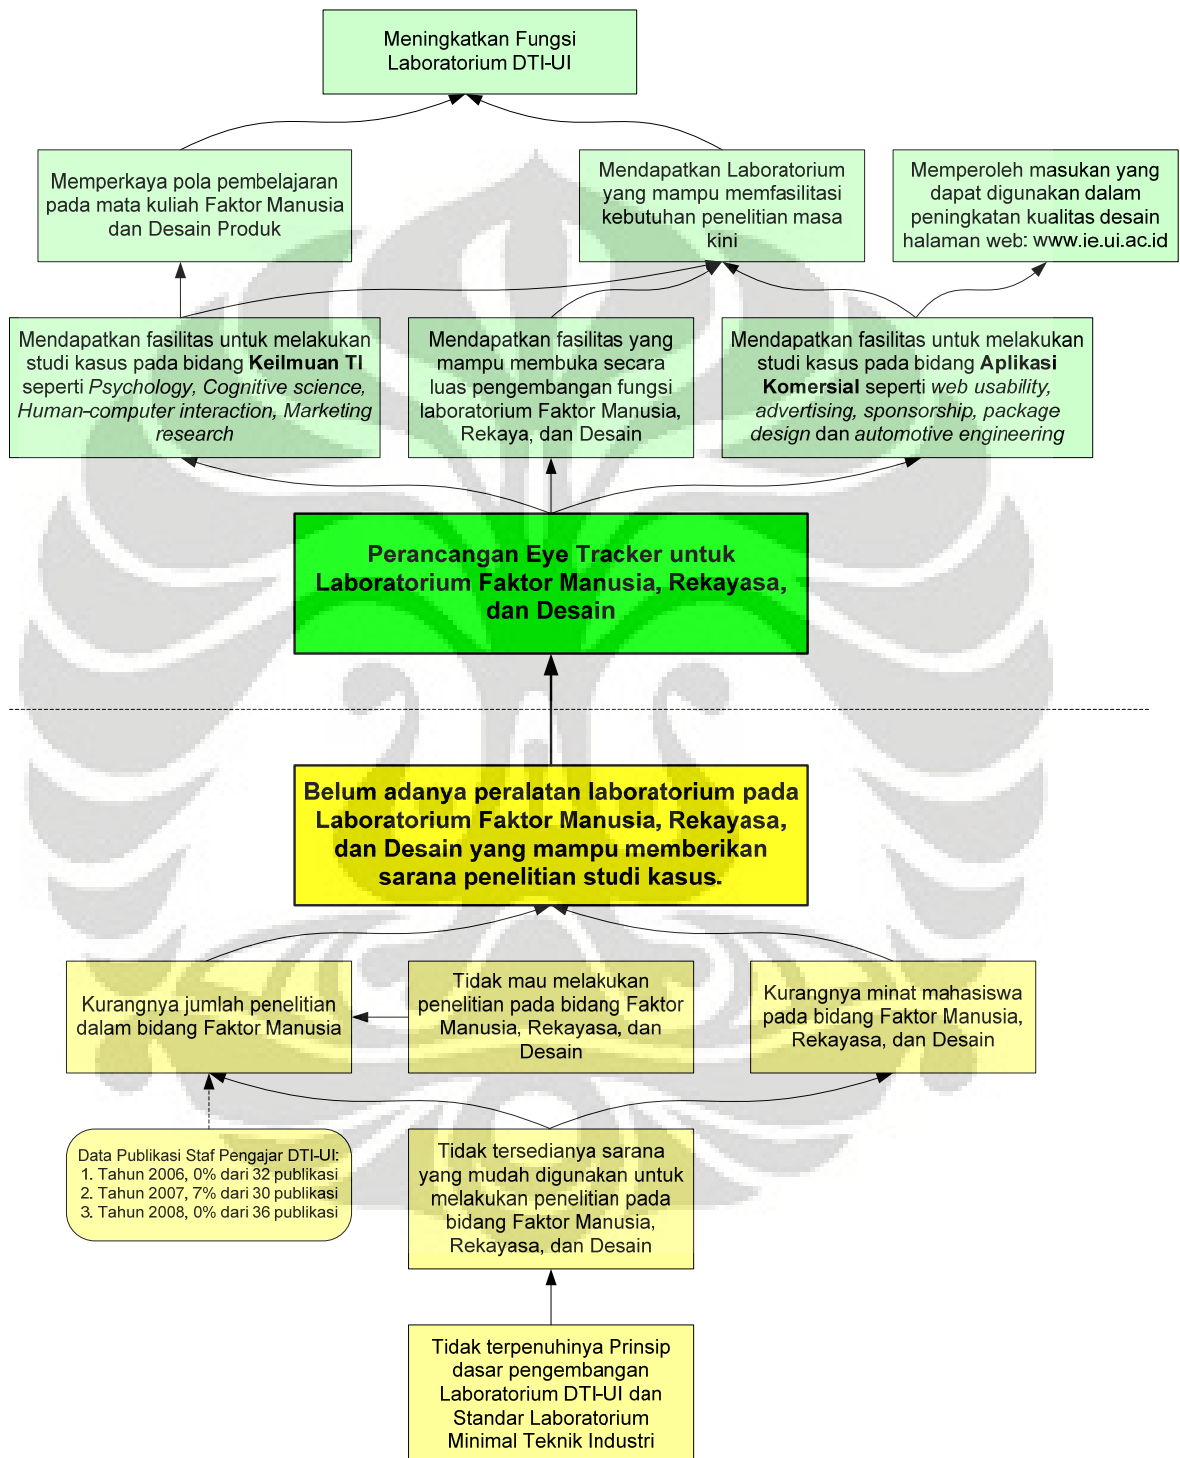 Meningkatkan Fungsi
Laboratorium DTI-UI
Memperkaya pola pembelajaran
pada mata kuliah Faktor Manusia
dan Desain Produk
Mendapatkan Laboratorium
yang mampu memfasilitasi
kebutuhan penelitian masa
kini
Memperoleh masukan yang
dapat digunakan dalam
peningkatan kualitas desain
halaman web: www.ie.ui.ac.id
Mendapatkan fasilitas untuk melakukan
studi kasus pada bidang Keilmuan TI
seperti Psychology, Cognitive science,
Human-computer interaction, Marketing
research
Mendapatkan fasilitas yang
mampu membuka secara
luas pengembangan fungsi
laboratorium Faktor Manusia,
Rekaya, dan Desain
Mendapatkan fasilitas untuk melakukan
studi kasus pada bidang Aplikasi
Komersial seperti web usability,
advertising, sponsorship, package
design dan automotive engineering
Perancangan Eye Tracker untuk
Laboratorium Faktor Manusia, Rekayasa,
dan Desain
Belum adanya peralatan laboratorium pada
Laboratorium Faktor Manusia, Rekayasa,
dan Desain yang mampu memberikan
sarana penelitian studi kasus.
Kurangnya jumlah penelitian
dalam bidang Faktor Manusia
Tidak mau melakukan
penelitian pada bidang Faktor
Manusia, Rekayasa, dan
Desain
Kurangnya minat mahasiswa
pada bidang Faktor Manusia,
Rekayasa, dan Desain
Data Publikasi Staf Pengajar DTI-UI:
1. Tahun 2006, 0% dari 32 publikasi
2. Tahun 2007, 7% dari 30 publikasi
3. Tahun 2008, 0% dari 36 publikasi
Tidak tersedianya sarana
yang mudah digunakan untuk
melakukan penelitian pada
bidang Faktor Manusia,
Rekayasa, dan Desain
Tidak terpenuhinya Prinsip
dasar pengembangan
Laboratorium DTI-UI dan
Standar Laboratorium
Minimal Teknik Industri